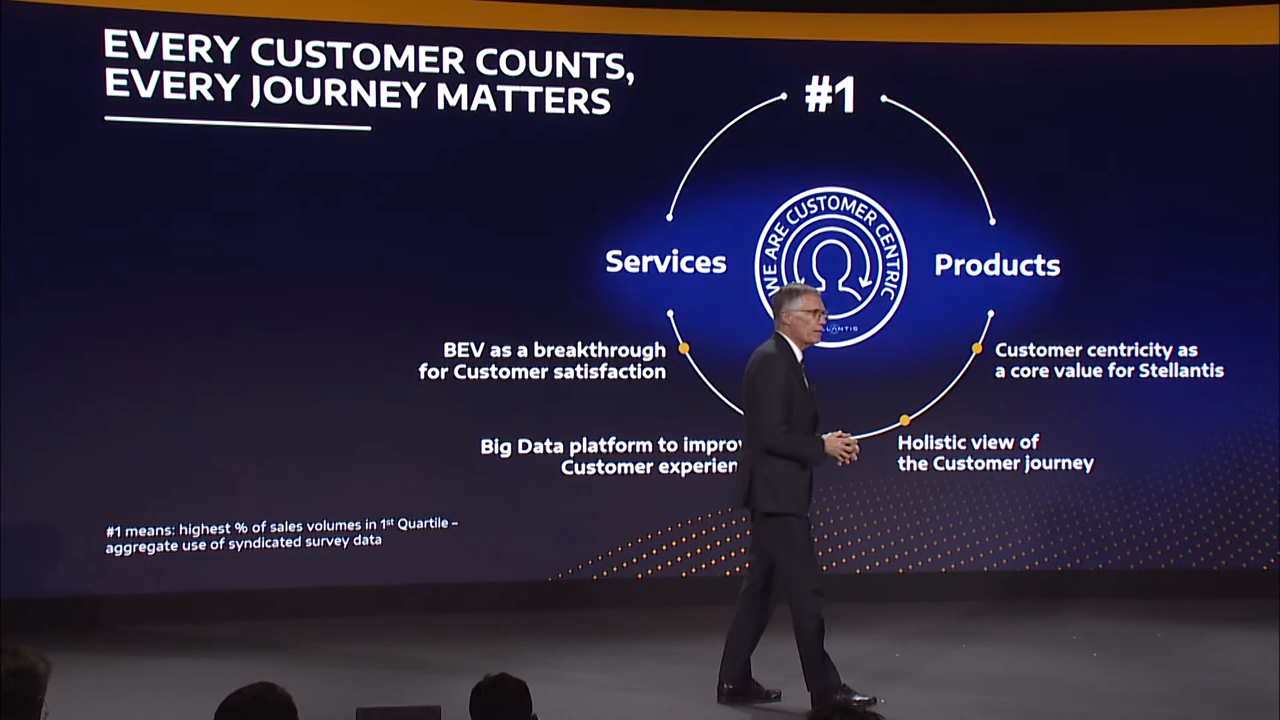 EVERY CUSTOMER COUNTS,
EVERY JOURNEY MATTERS
#1
WE ARE CUSTOMER CENTRIC
Services
Products
BEV as a breakthrough
for Customer satisfaction
Customer centricity as
a core value for Stellantis
Big Data platform to
Customer
Holistic view of
the Customer journey
#1 means: highest % of sales volumes in 1st Quartile –
aggregate use of syndicated survey data